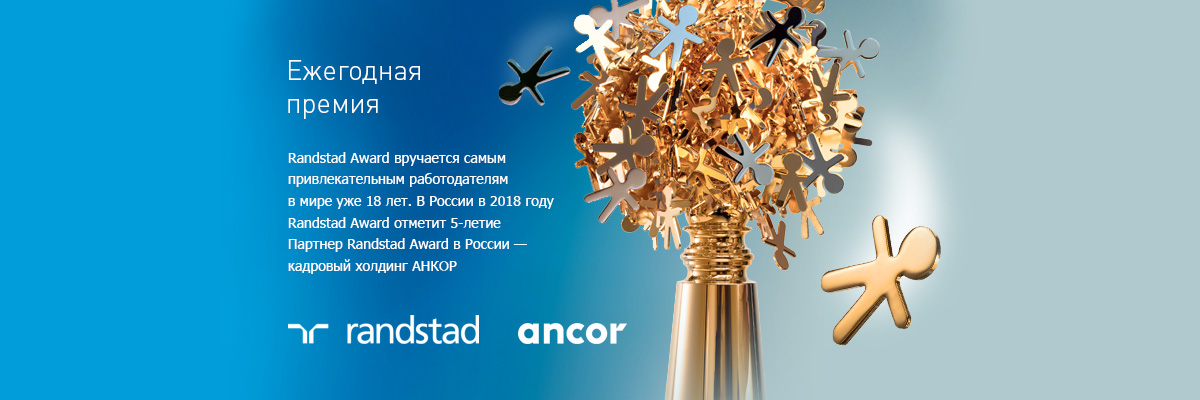 Ежегодная
премия
Randstad Award вручается самым
привлекательным работодателям
в мире уже 18 лет. В России в 2018 году
Randstad Award отметит 5-летие
Партнер Randstad Award в России —
кадровый холдинг АНКОР
randstad ancor